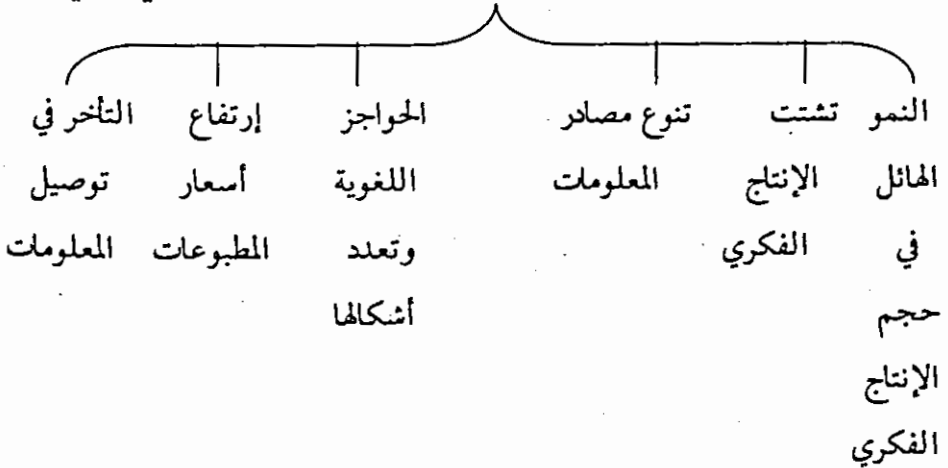 النمو
الهائل
في
حجم
الإنتاج
الفكري
تشتت
الإنتاج
الفكري
تنوع مصادر
المعلومات
الحواجز
اللغوية
وتعدد
أشكالها
إرتفاع
أسعار
المطبوعات
التأخر في
توصيل
المعلومات